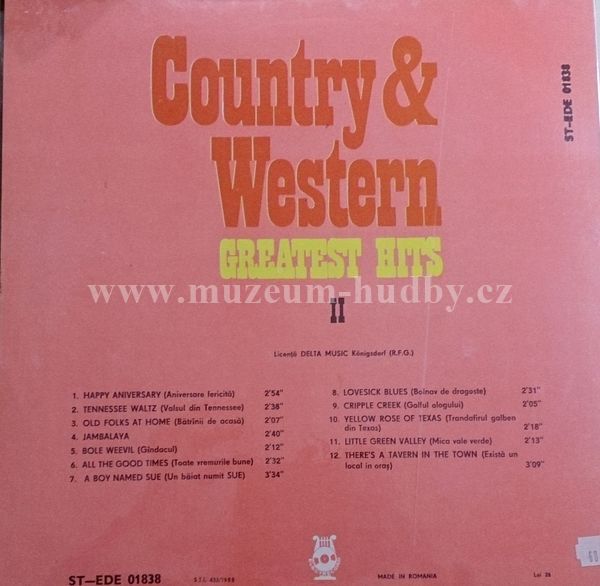 Country &
Western
GREATEST HITS
II
ST-EDE 01838
www.muzeum-hudby.cz
Licenţă DELTA MUSIC Königsdorf (R.F.G.)
1. HAPPY ANIVERSARY (Aniversare fericită) 2'54"
2. TENNESSEE WALTZ (Valsul din Tennessee) 2'38"
3. OLD FOLKS AT HOME (Bătrînii de acasă) 2'07"
4. JAMBALAYA 2'40"
5. BOLE WEEVIL (Gîndacul) 2'12"
6. ALL THE GOOD TIMES (Toate vremurile bune) 2'32"
7. A BOY NAMED SUE (Un băiat numit SUE) 3'34"
8. LOVESICK BLUES (Bolnav de dragoste) 2'31"
9. CRIPPLE CREEK (Golful ologului) 2'05"
10. YELLOW ROSE OF TEXAS (Trandafirul galben
din Texas) 2'18"
11. LITTLE GREEN VALLEY (Mica vale verde) 2'13"
12. THERE'S A TAVERN IN THE TOWN (Există un
local in oraş) 3'09"
ST-EDE 01838
MADE IN ROMANIA
Lei 26
60